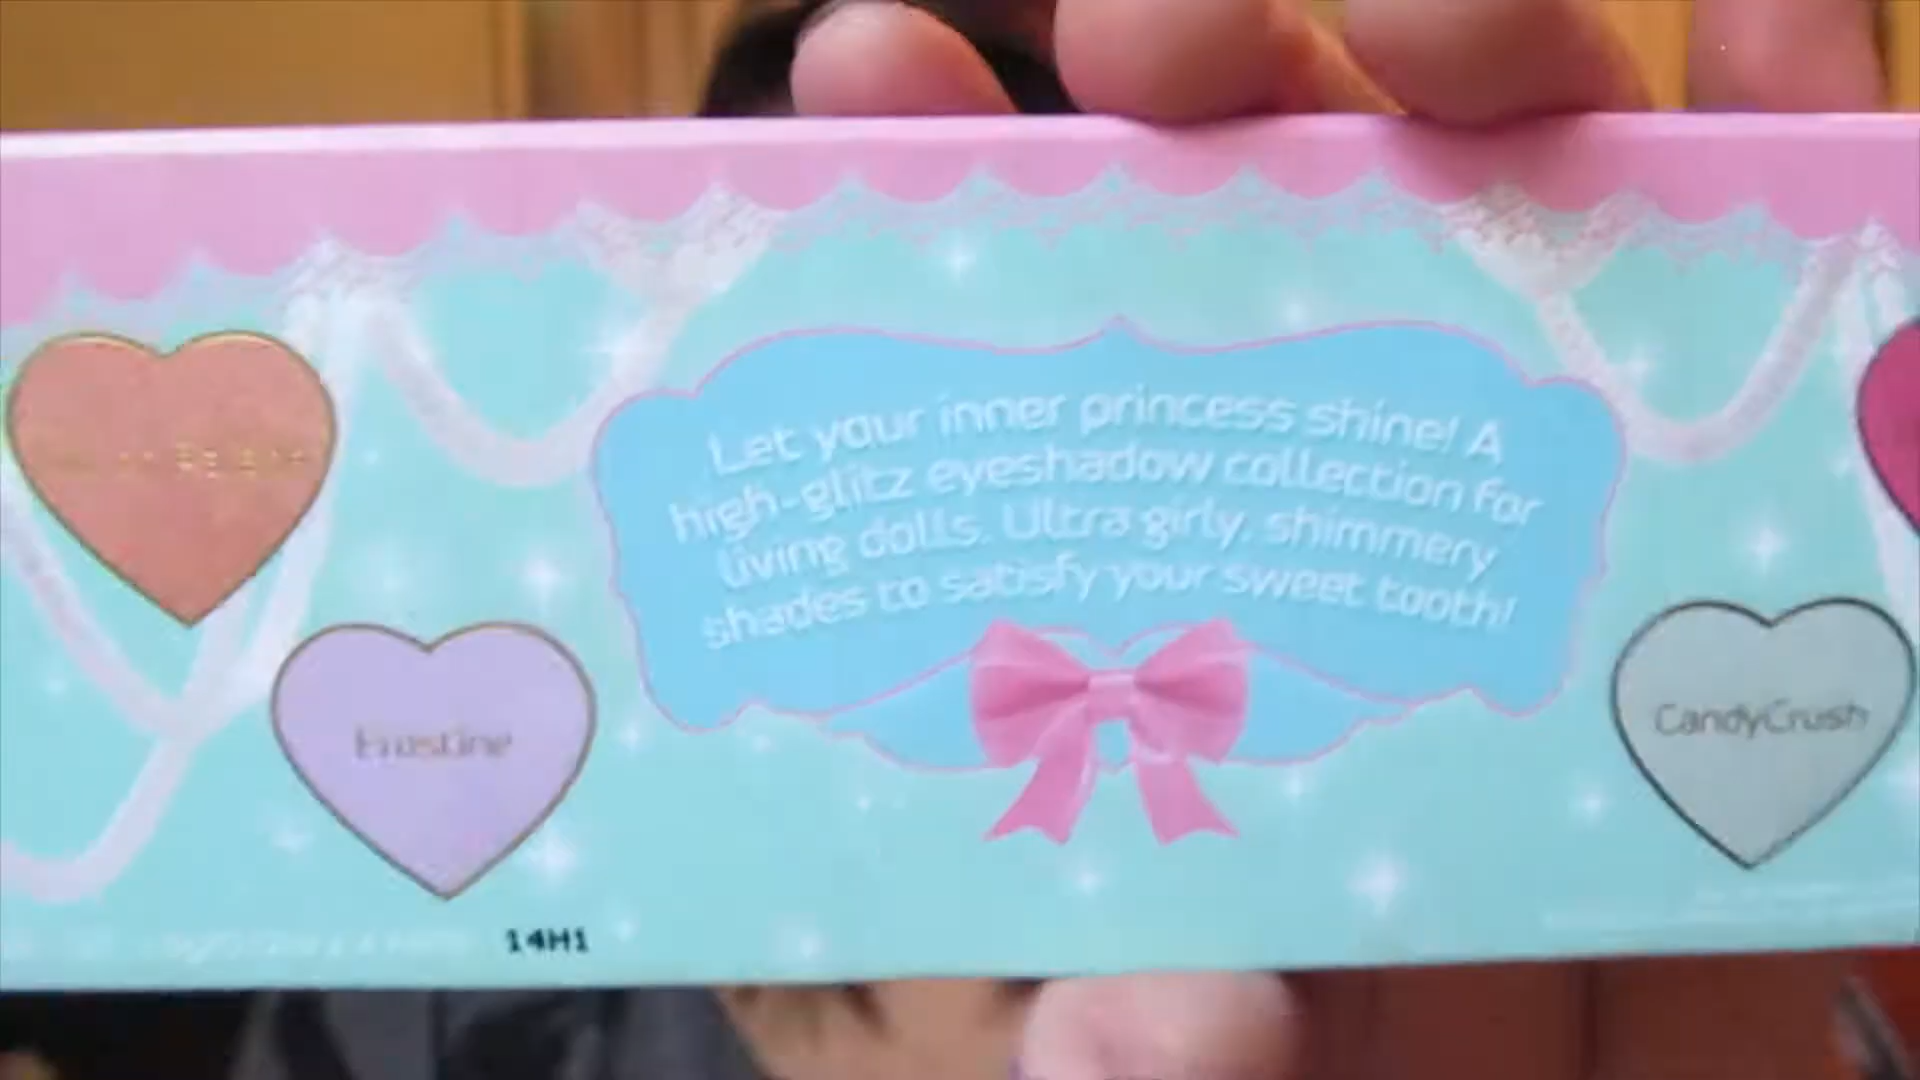 Let your inner princess shine! A
high-glitz eyeshadow collection for
living dolls. Ultra girly, shimmery
shades to satisfy your sweet tooth!
CandyCrush
14H1